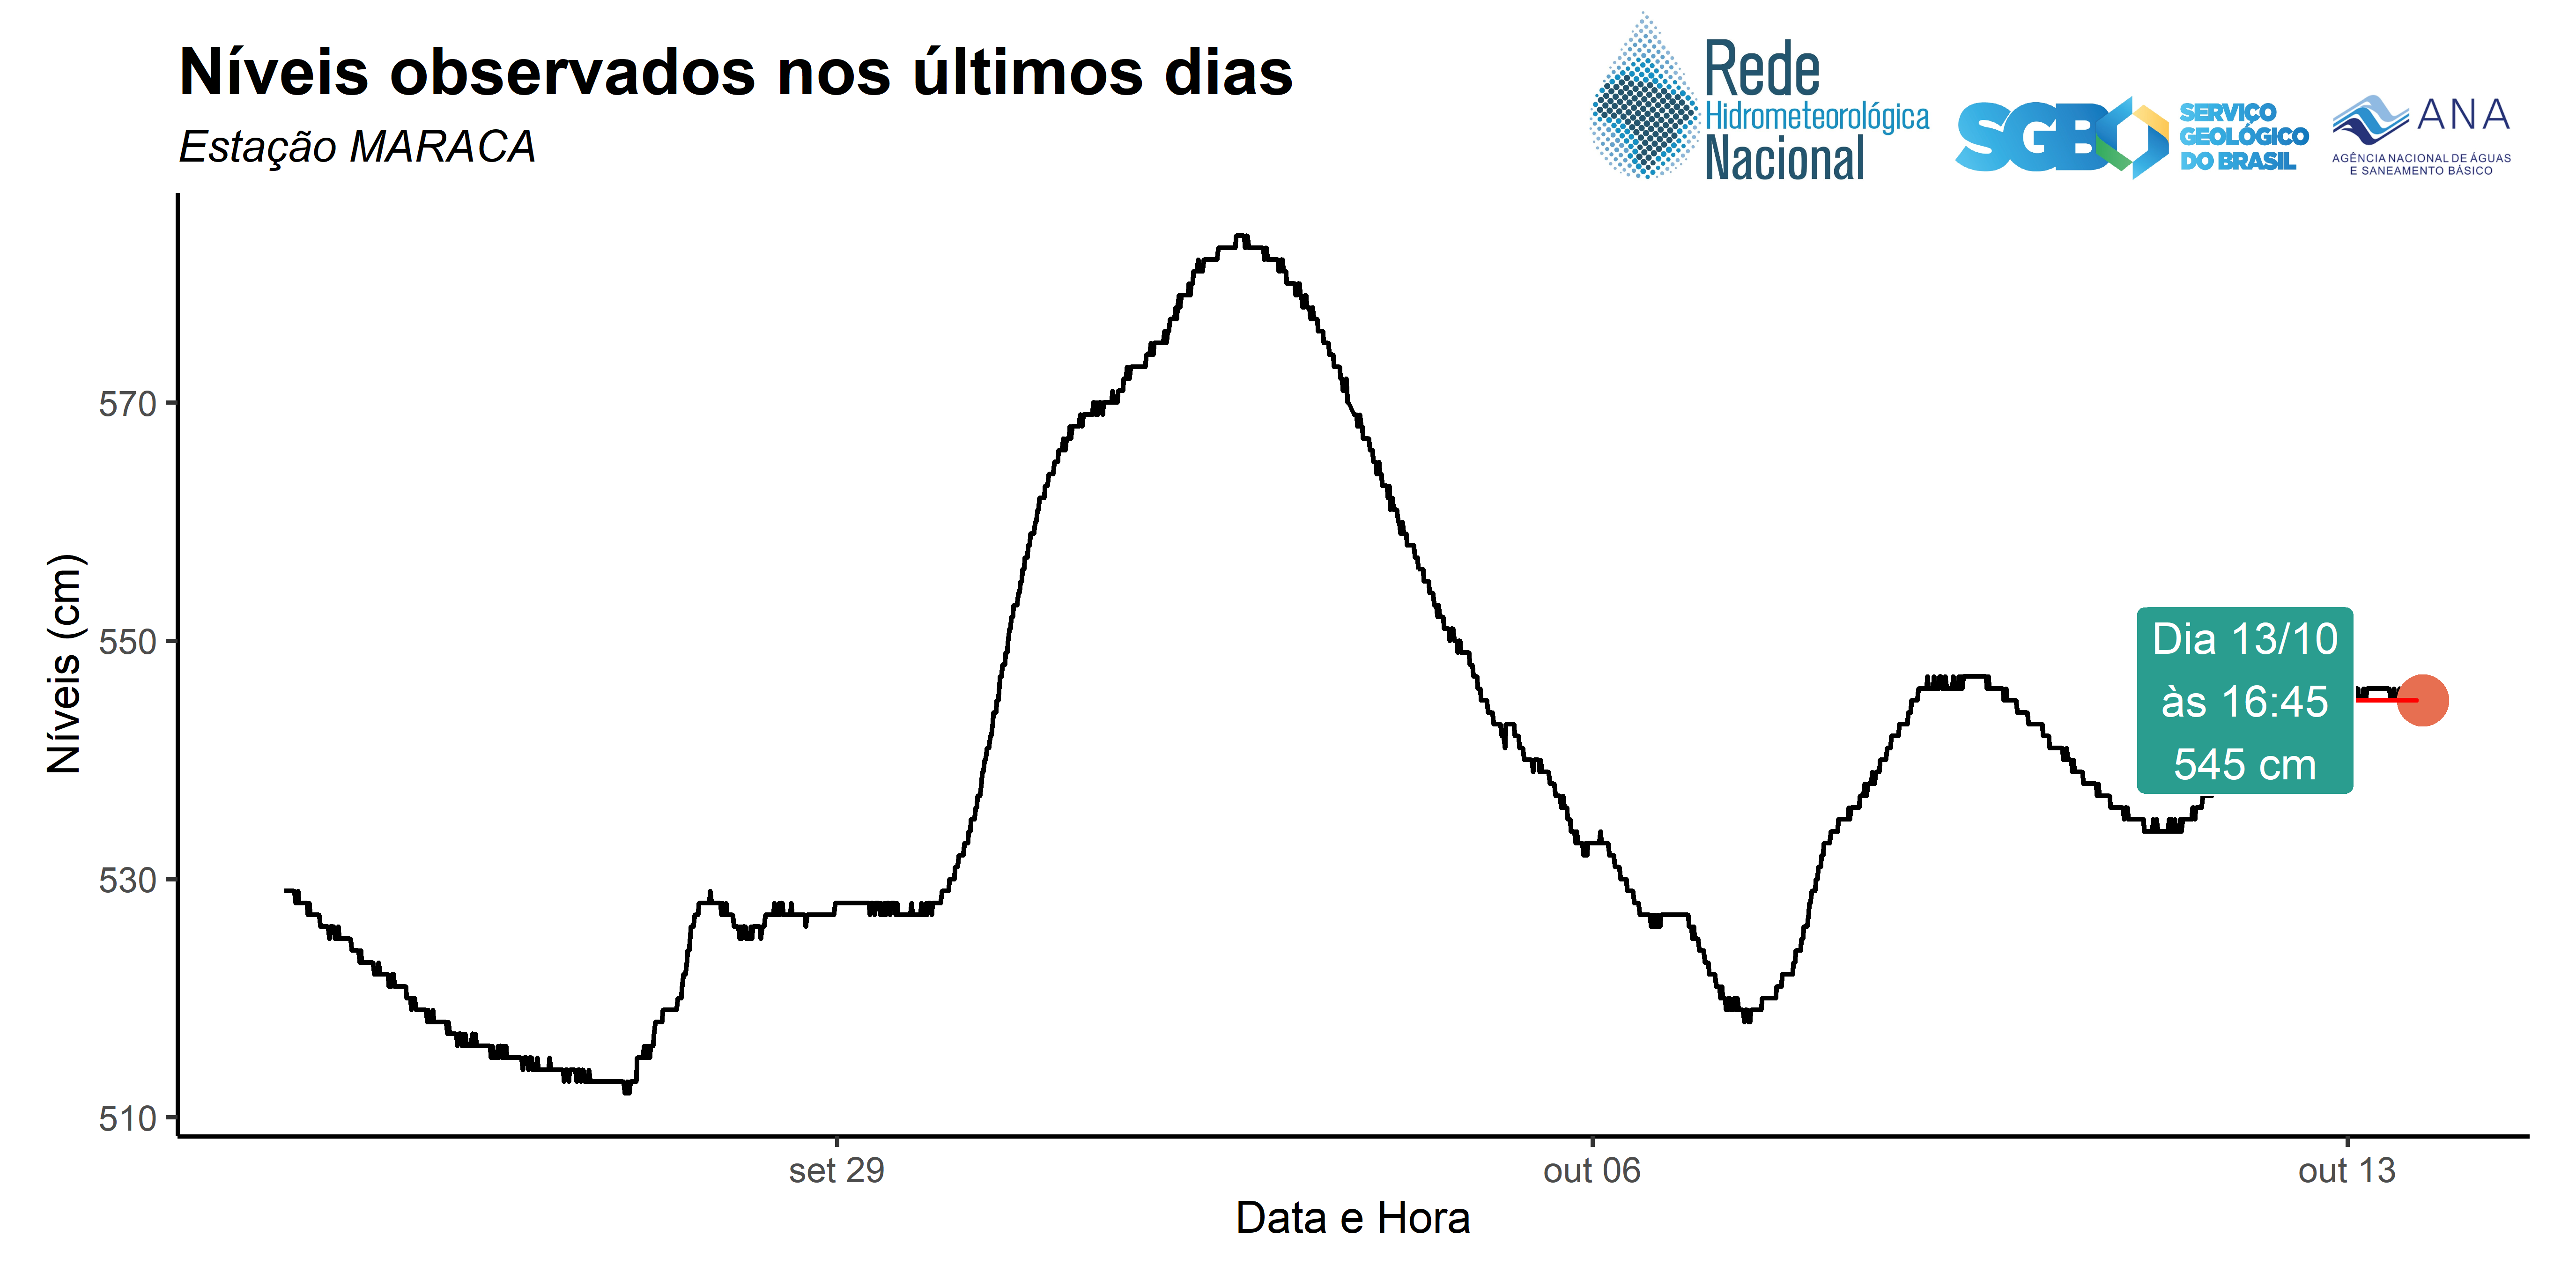 Níveis observados nos últimos dias
Estação MARACA
Rede
Hidrometeorológica
Nacional
SGB
SERVIÇO
GEOLÓGICO
DO BRASIL
ANA
AGÊNCIA NACIONAL DE ÁGUAS
E SANEAMENTO BÁSICO
Níveis (cm)
570
550
530
510
Dia 13/10
às 16:45
545 cm
set 29
out 06
out 13
Data e Hora